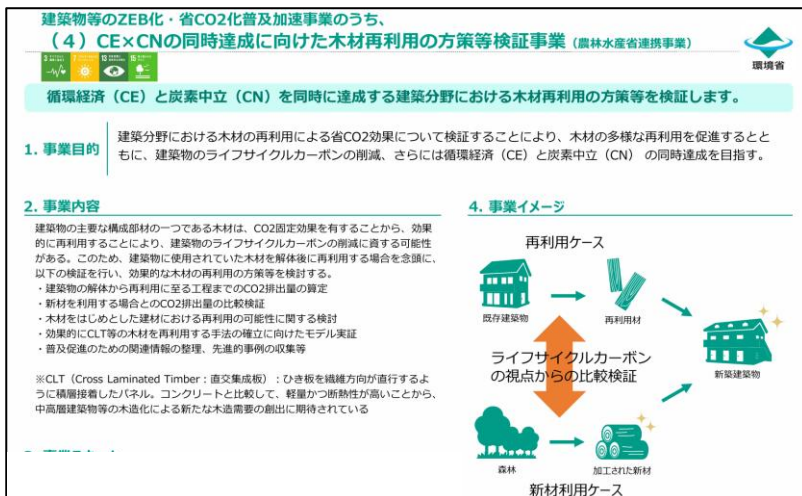 建築物等のZEB化・省CO2化普及加速事業のうち、
（4）CE×CNの同時達成に向けた木材再利用の方策等検証事業（農林水産省連携事業）
環境省
循環経済（CE）と炭素中立（CN）を同時に達成する建築分野における木材再利用の方策等を検証します。
1. 事業目的
建築分野における木材の再利用による省CO2効果について検証することにより、木材の多様な再利用を促進するとと
もに、建築物のライフサイクルカーボンの削減、さらには循環経済（CE）と炭素中立（CN） の同時達成を目指す。
2. 事業内容
建築物の主要な構成部材の一つである木材は、CO2固定効果を有することから、効果
的に再利用することにより、建築物のライフサイクルカーボンの削減に資する可能性
がある。このため、建築物に使用されていた木材を解体後に再利用する場合を念頭に、
以下の検証を行い、効果的な木材の再利用の方策等を検討する。
・建築物の解体から再利用に至る工程までのCO2排出量の算定
・新材を利用する場合とのCO2排出量の比較検証
・木材をはじめとした建材における再利用の可能性に関する検討
・効果的にCLT等の木材を再利用する手法の確立に向けたモデル実証
・普及促進のための関連情報の整理、先進的事例の収集等
※CLT（Cross Laminated Timber：直交集成板）：ひき板を繊維方向が直行するよ
うに積層接着したパネル。コンクリートと比較して、軽量かつ断熱性が高いことから、
中高層建築物等の木造化による新たな木造需要の創出に期待されている
4. 事業イメージ
再利用ケース
既存建築物
再利用材
ライフサイクルカーボン
の視点からの比較検証
新築建築物
森林
加工された新材
新材利用ケース